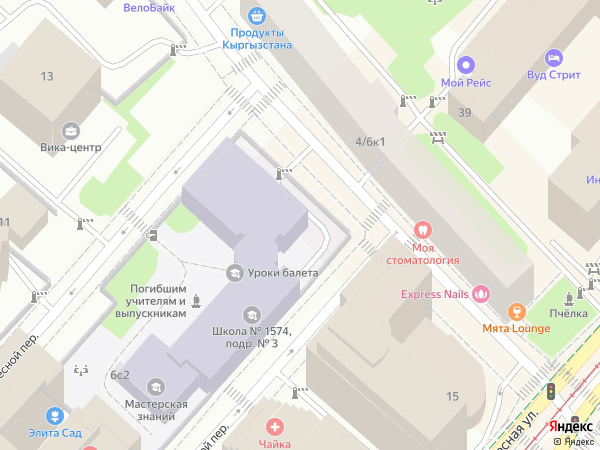 ВелоБайк
Продукты
Кыргызстана
13
Мой Рейс
Вуд Стрит
39
4/6к1
Вика-центр
Ин
11
Моя
стоматология
Уроки балета
Погибшим
учителям и
выпускникам
Express Nails
Пчёлка
Мята Lounge
Школа № 1574,
подр. № 3
есной пер.
6с2
Мастерская
знаний
15
Элита Сад
Чайка
ной пер.
сная ул.
Яндекс
© Яндекс